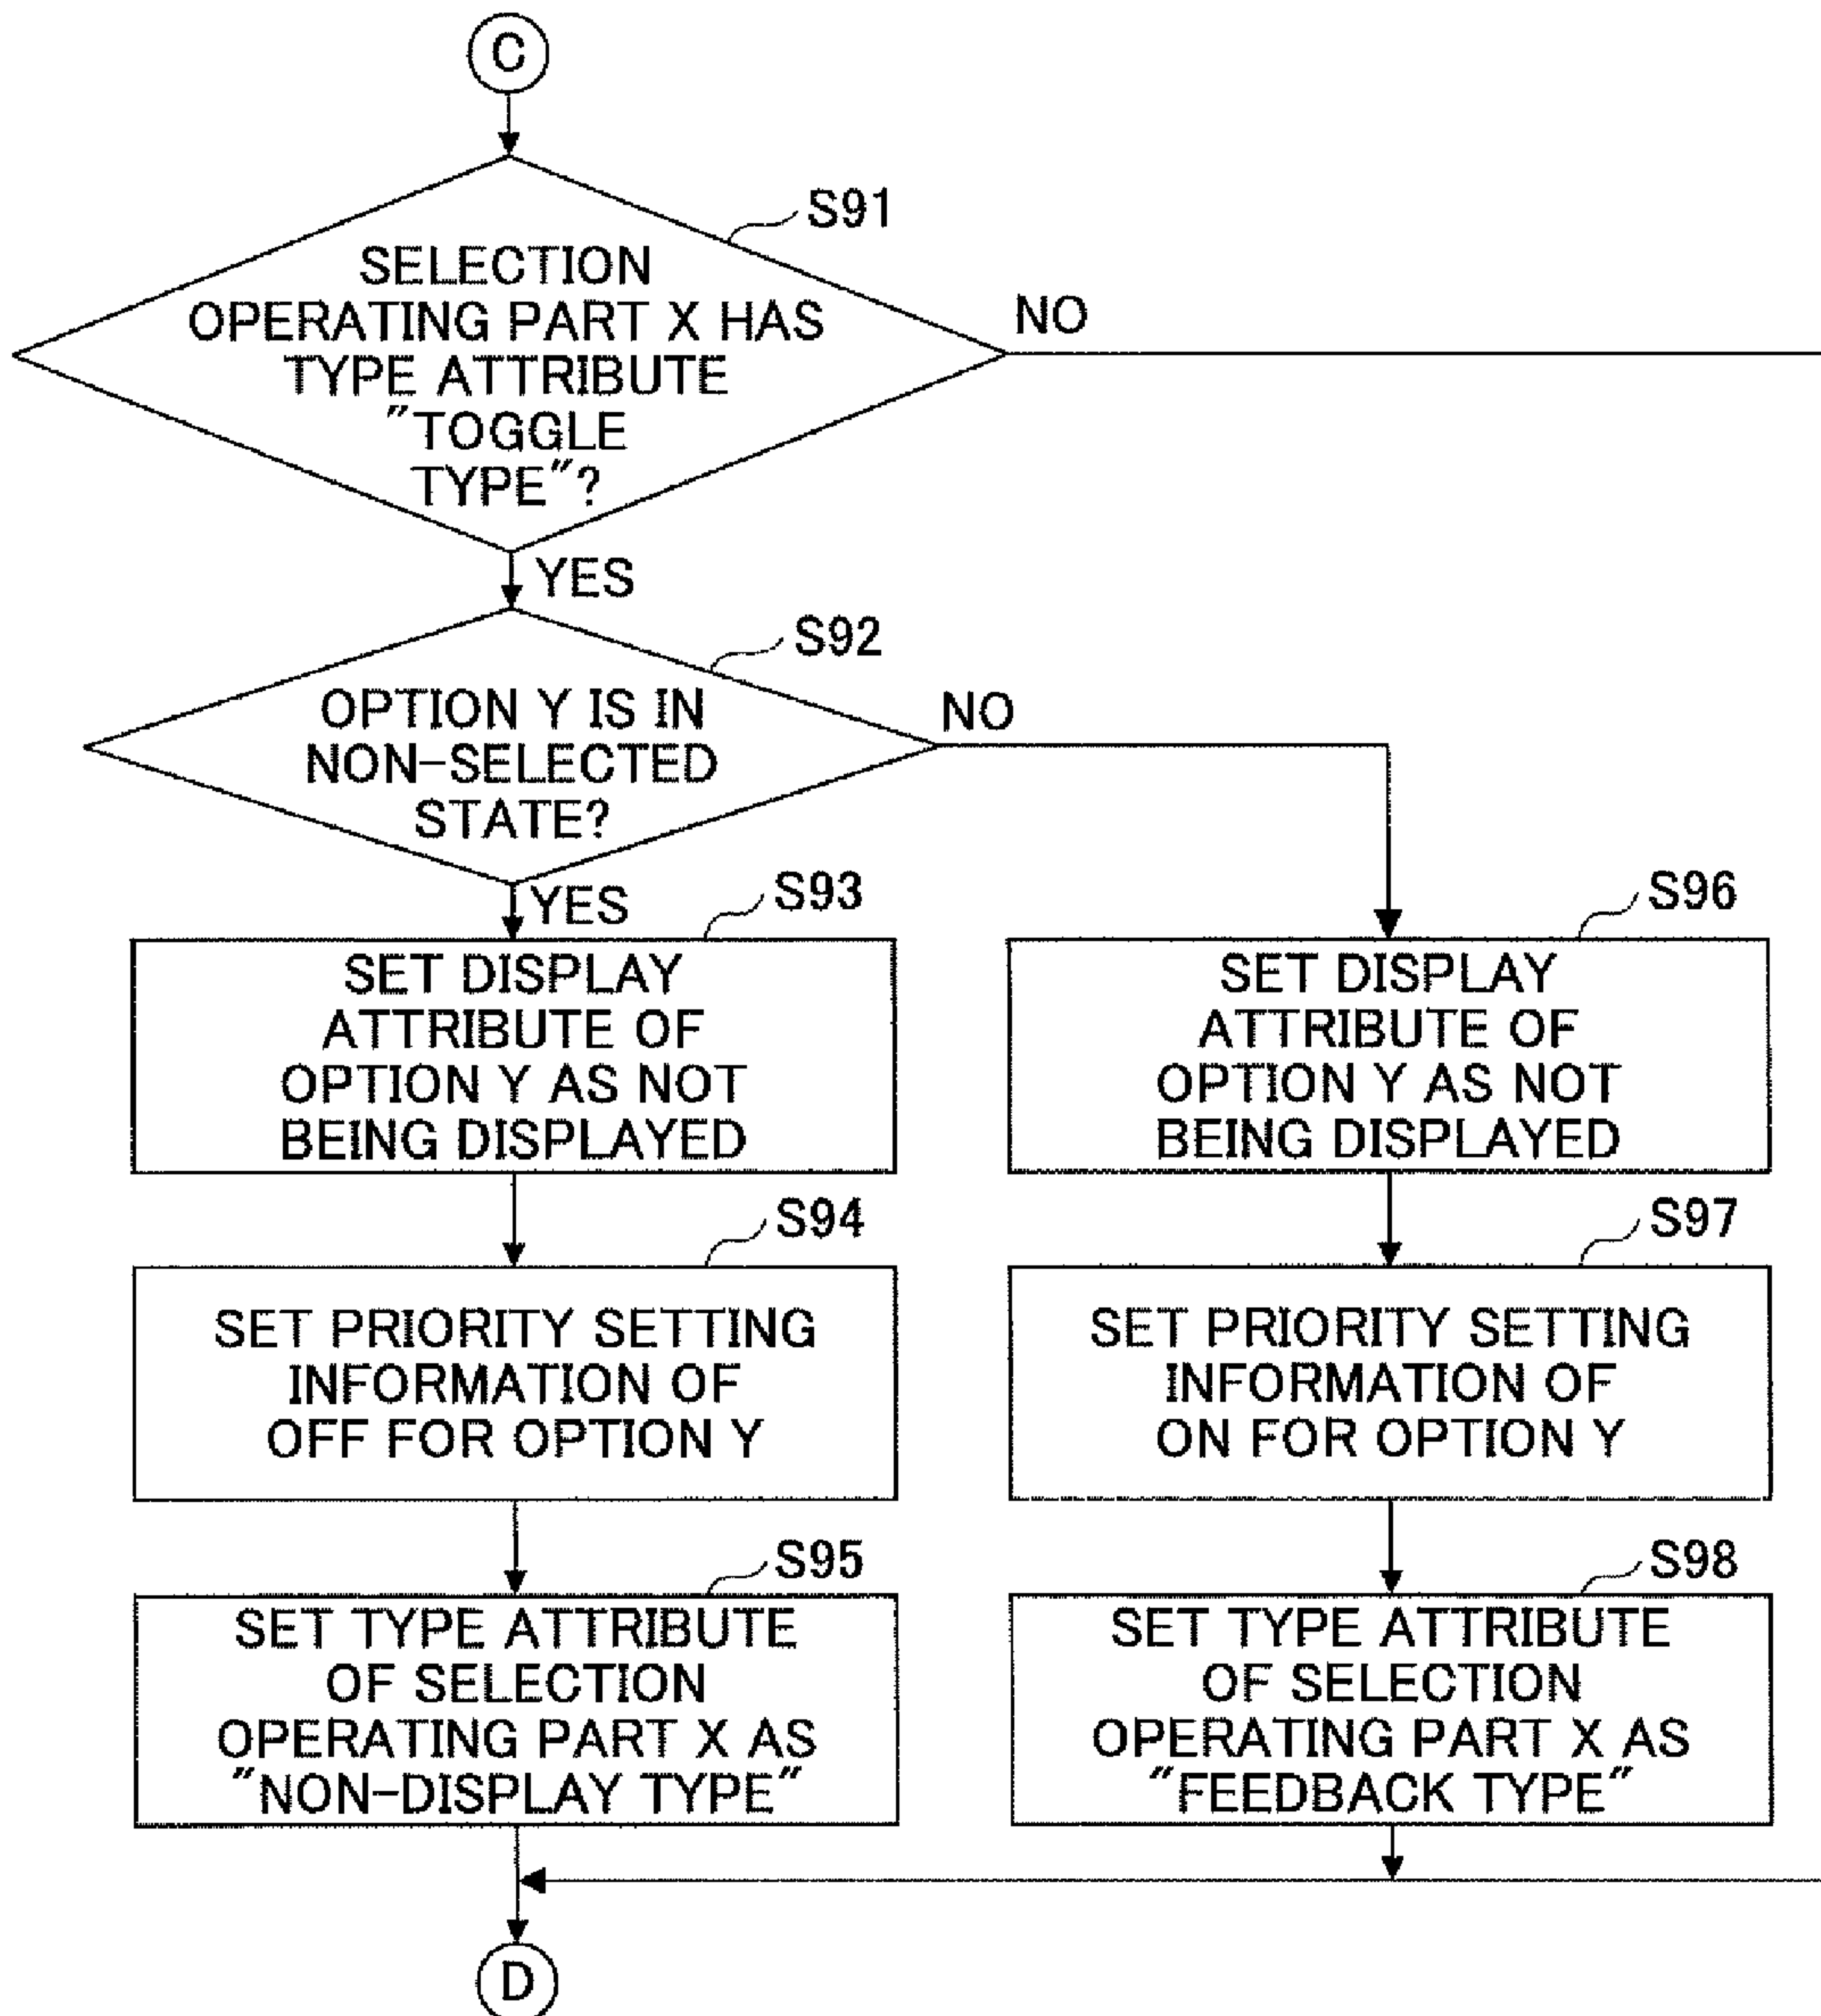 C
S91
SELECTION
OPERATING PART X HAS
TYPE ATTRIBUTE
"TOGGLE
TYPE"?
NO
YES
S92
OPTION Y IS IN
NON-SELECTED
STATE?
NO
YES
S93
SET DISPLAY
ATTRIBUTE OF
OPTION Y AS NOT
BEING DISPLAYED
S96
SET DISPLAY
ATTRIBUTE OF
OPTION Y AS NOT
BEING DISPLAYED
S94
SET PRIORITY SETTING
INFORMATION OF
OFF FOR OPTION Y
S97
SET PRIORITY SETTING
INFORMATION OF
ON FOR OPTION Y
S95
SET TYPE ATTRIBUTE
OF SELECTION
OPERATING PART X AS
"NON-DISPLAY TYPE"
S98
SET TYPE ATTRIBUTE
OF SELECTION
OPERATING PART X AS
"FEEDBACK TYPE"
D